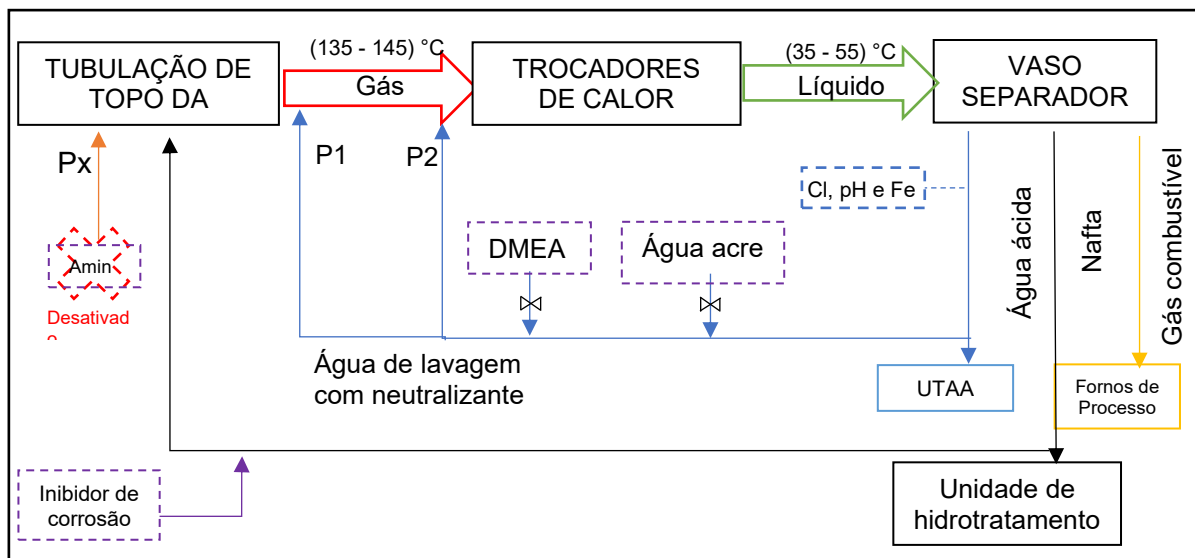 TUBULAÇÃO DE
TOPO DA
(135 - 145) °C
Gás
TROCADORES
DE CALOR
(35 - 55) °C
Líquido
VASO
SEPARADOR
Px
P1
P2
Cl, pH e Fe
Amin
Desativad
DMEA
Água acre
Água ácida
Nafta
Gás combustível
Água de lavagem
com neutralizante
UTAA
Fornos de
Processo
Inibidor de
corrosão
Unidade de
hidrotratamento